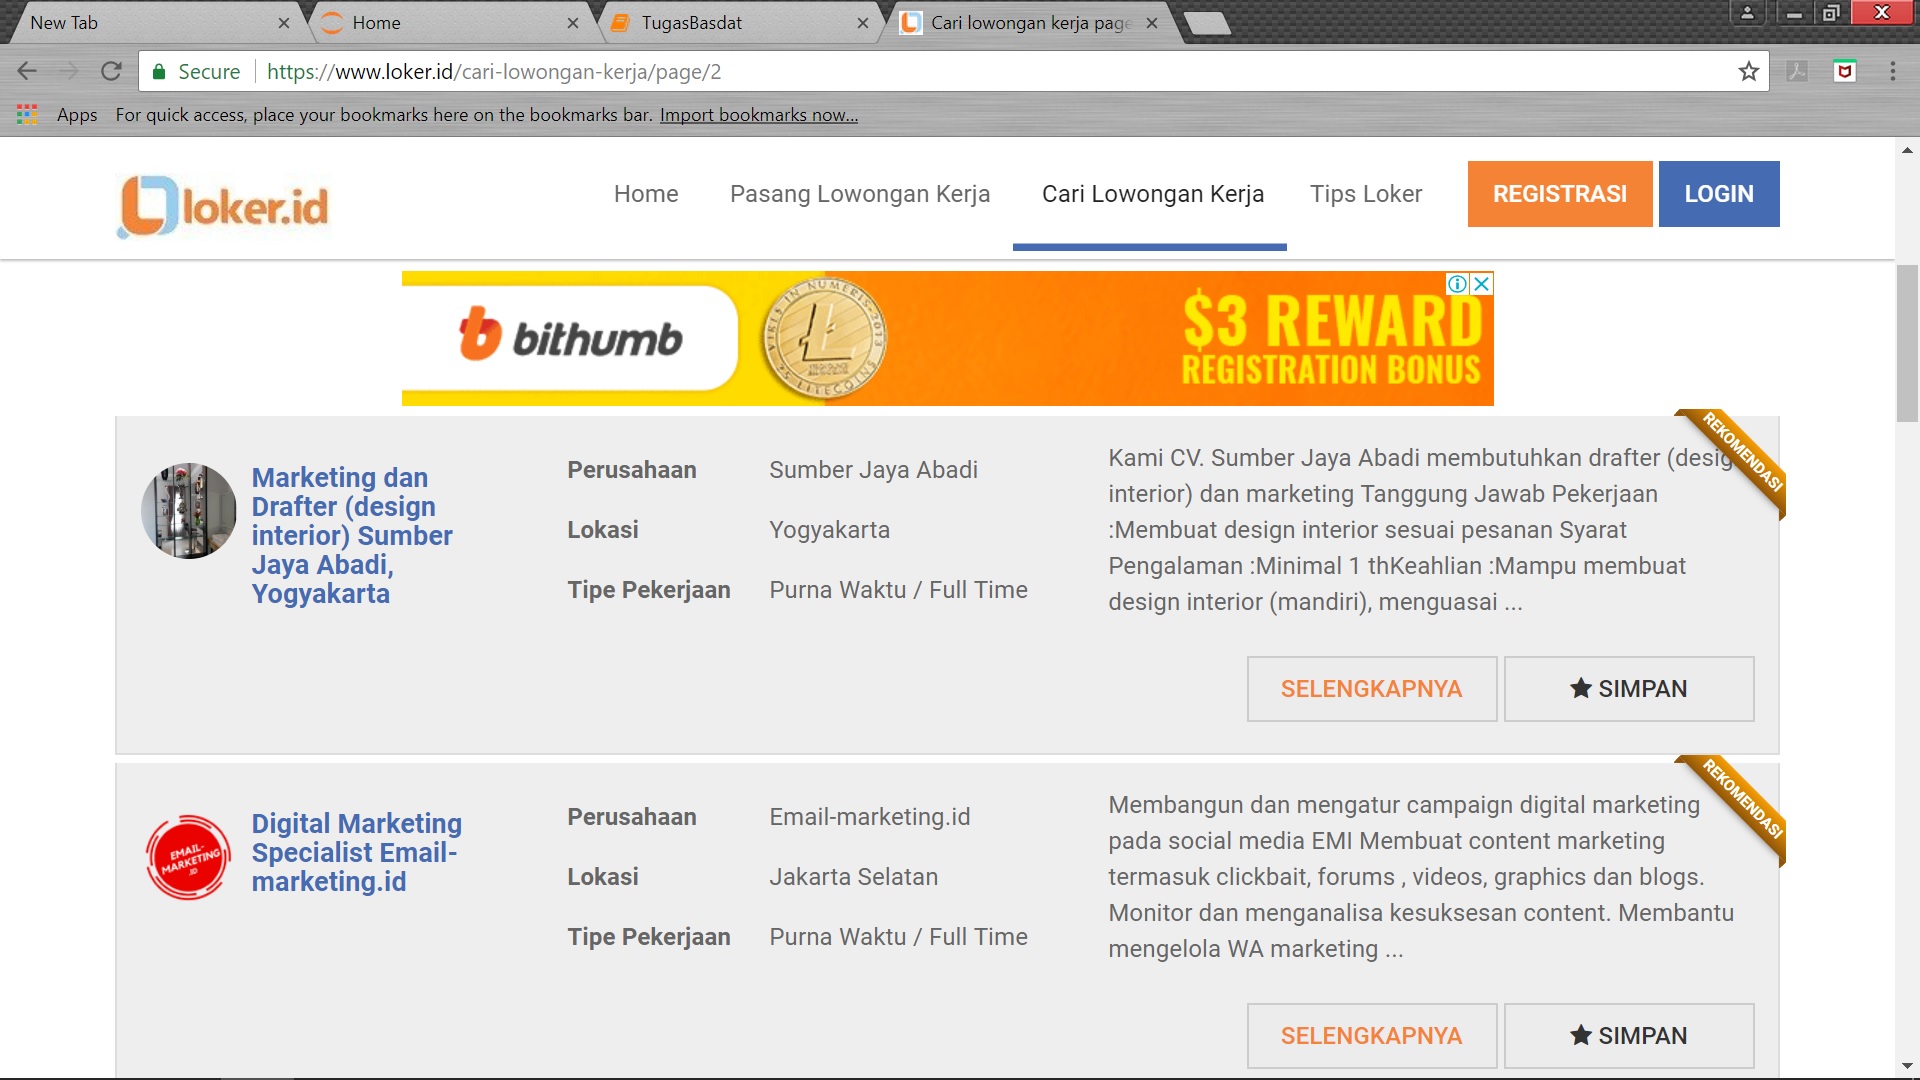 New Tab
Home
TugasBasdat
Cari lowongan kerja page
Secure
https://www.loker.id/cari-lowongan-kerja/page/2
Apps
For quick access, place your bookmarks here on the bookmarks bar. Import bookmarks now...
loker.id
Home
Pasang Lowongan Kerja
Cari Lowongan Kerja
Tips Loker
REGISTRASI
LOGIN
bithumb
$3 REWARD
REGISTRATION BONUS
REKOMENDASI
Marketing dan
Drafter (design
interior) Sumber
Jaya Abadi,
Yogyakarta
Perusahaan
Sumber Jaya Abadi
Lokasi
Yogyakarta
Tipe Pekerjaan
Purna Waktu / Full Time
Kami CV. Sumber Jaya Abadi membutuhkan drafter (desig
interior) dan marketing Tanggung Jawab Pekerjaan
:Membuat design interior sesuai pesanan Syarat
Pengalaman :Minimal 1 thKeahlian :Mampu membuat
design interior (mandiri), menguasai ...
SELENGKAPNYA
SIMPAN
REKOMENDASI
EMAIL-
MARKETING
.ID
Digital Marketing
Specialist Email-
marketing.id
Perusahaan
Email-marketing.id
Lokasi
Jakarta Selatan
Tipe Pekerjaan
Purna Waktu / Full Time
Membangun dan mengatur campaign digital marketing
pada social media EMI Membuat content marketing
termasuk clickbait, forums , videos, graphics dan blogs.
Monitor dan menganalisa kesuksesan content. Membantu
mengelola WA marketing ...
SELENGKAPNYA
SIMPAN